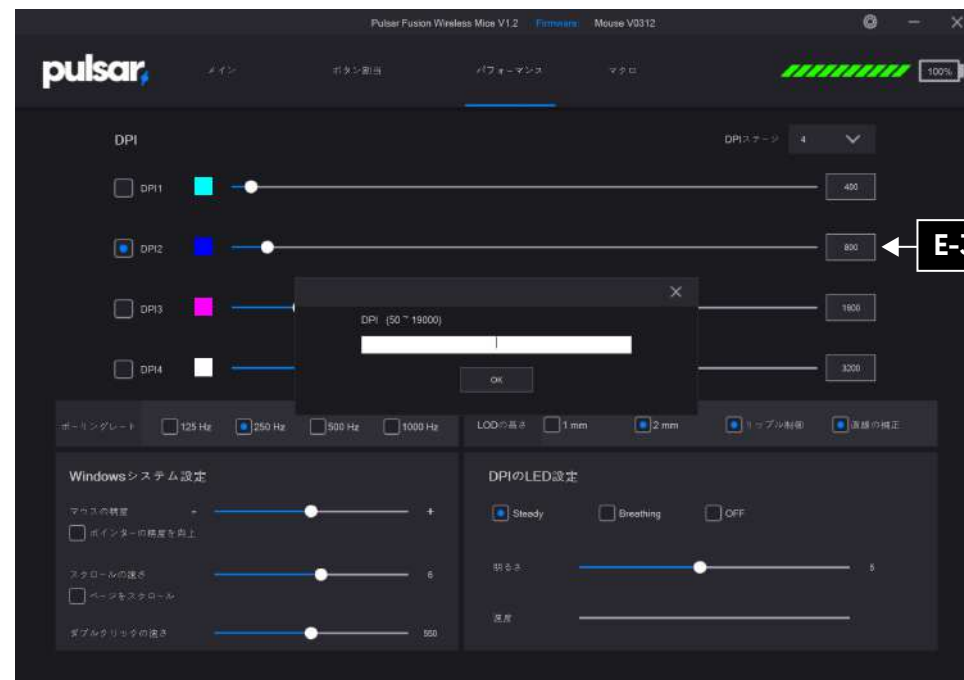 Pulsar Fusion Wireless Mice V1.2 Firmware: Mouse V0312
pulsar
メイン ボタン割当 パフォーマンス マクロ 100%
DPI DPIステージ 4
DPI1 400
DPI2 800
DPI (50 ~ 19000)
DPI3 1600
DPI4 3200
OK
ポーリングレート 125 Hz 250 Hz 500 Hz 1000 Hz
LODの高さ 1 mm 2 mm リップル制御 直線の補正
Windowsシステム設定
マウスの精度 - +
ポインターの精度を向上
スクロールの速さ 6
ページをスクロール
ダブルクリックの速さ 550
DPIのLED設定
Steady Breathing OFF
明るさ 5
速度